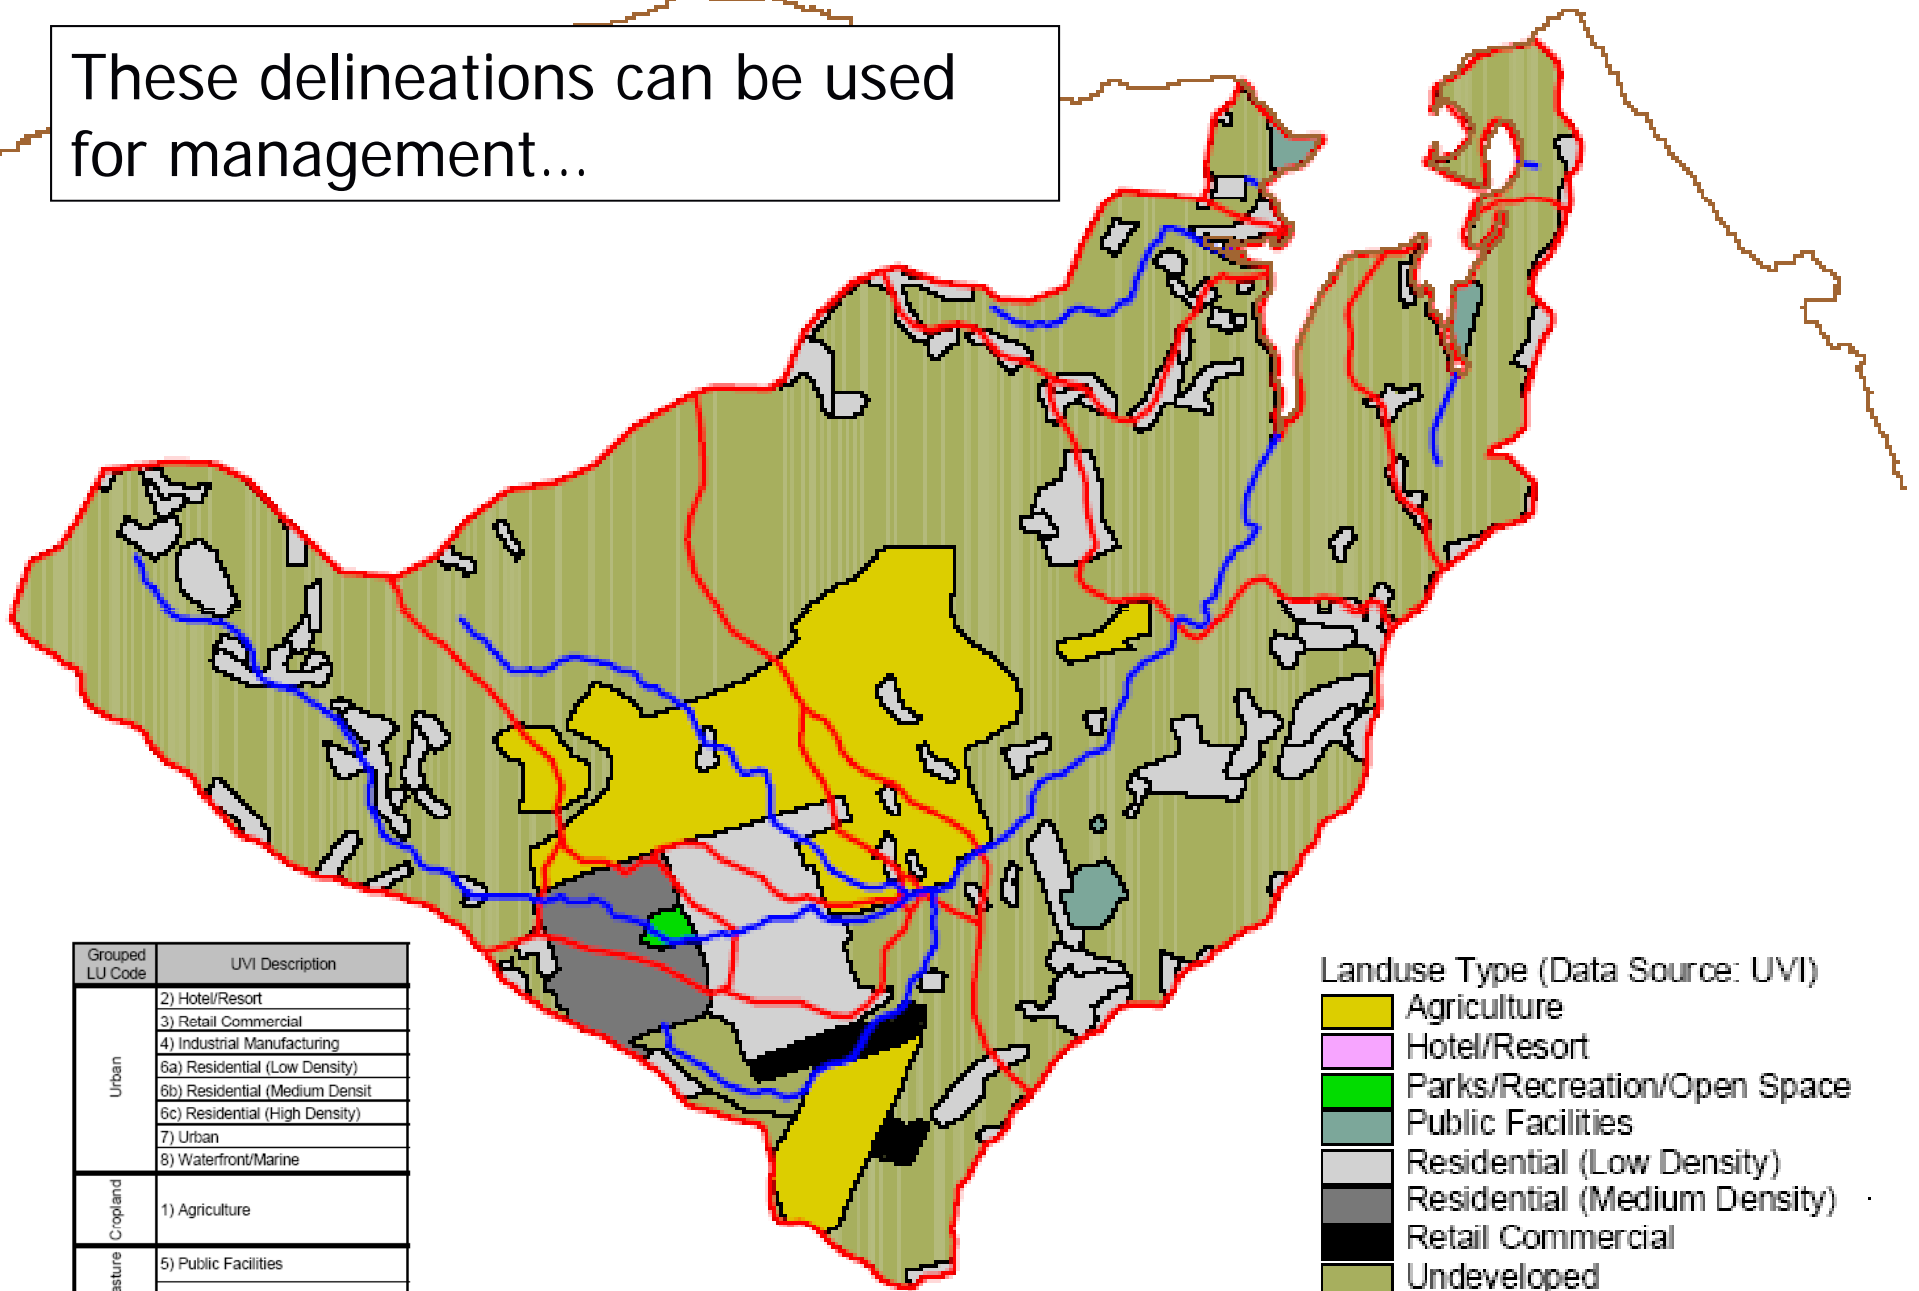 These delineations can be used
for management...
Grouped
LU Code
UVI Description
Urban
2) Hotel/Resort
3) Retail Commercial
4) Industrial Manufacturing
6a) Residential (Low Density)
6b) Residential (Medium Densit
6c) Residential (High Density)
7) Urban
8) Waterfront/Marine
Cropland
1) Agriculture
asture
5) Public Facilities
Landuse Type (Data Source: UVI)
Agriculture
Hotel/Resort
Parks/Recreation/Open Space
Public Facilities
Residential (Low Density)
Residential (Medium Density)
Retail Commercial
Undeveloped